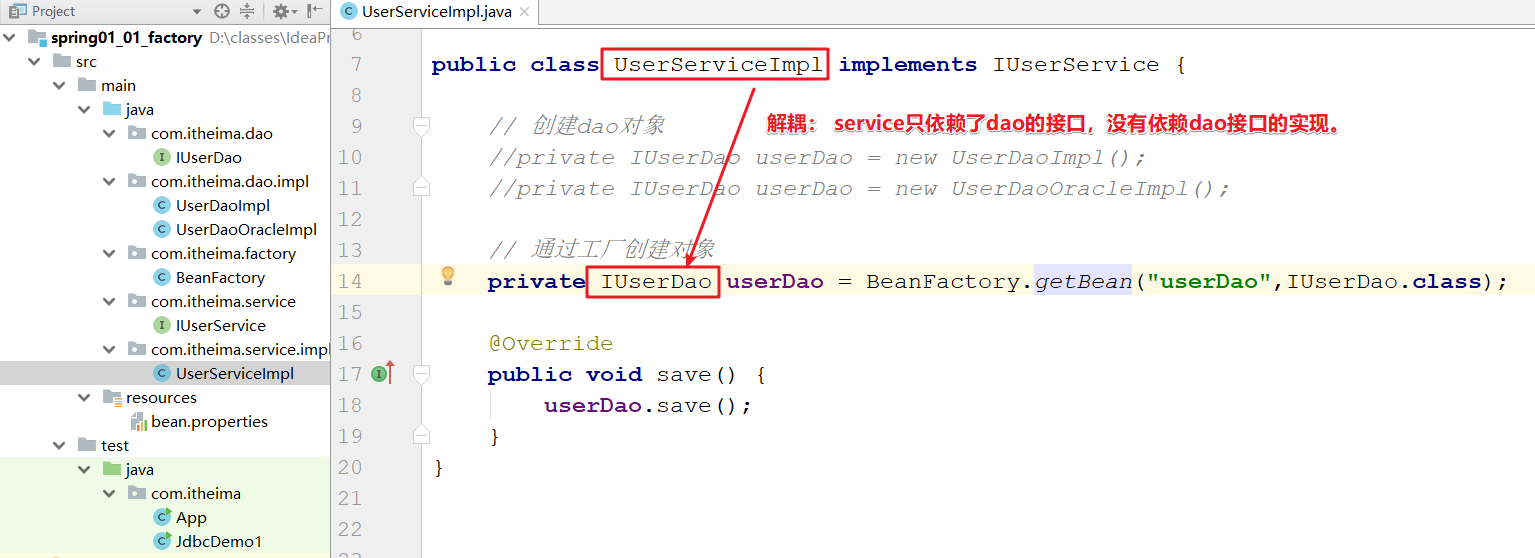 Project
UserServiceImpl.java
spring01_01_factory D:\classes\IdeaPr
src
main
java
com.itheima.dao
IUserDao
com.itheima.dao.impl
UserDaoImpl
UserDaoOracleImpl
com.itheima.factory
BeanFactory
com.itheima.service
IUserService
com.itheima.service.impl
UserServiceImpl
resources
bean.properties
test
java
com.itheima
App
JdbcDemo1
6
7 public class UserServiceImpl implements IUserService {
8
9 // 创建dao对象
解耦： service只依赖了dao的接口，没有依赖dao接口的实现。
10 //private IUserDao userDao = new UserDaoImpl();
11 //private IUserDao userDao = new UserDaoOracleImpl();
12
13 // 通过工厂创建对象
14 private IUserDao userDao = BeanFactory.getBean("userDao",IUserDao.class);
15
16 @Override
17 public void save() {
18 userDao.save();
19 }
20 }
21
22